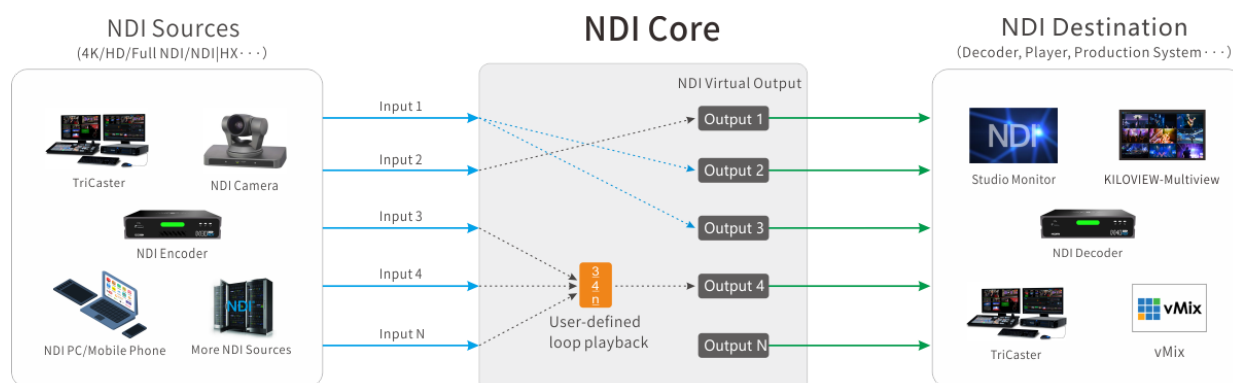 NDI Sources
(4K/HD/Full NDI/NDI|HX···)
TriCaster
NDI Camera
NDI Encoder
NDI
NDI PC/Mobile Phone
More NDI Sources
Input 1
Input 2
Input 3
Input 4
Input N
NDI Core
NDI Virtual Output
Output 1
Output 2
Output 3
3
4
n
Output 4
User-defined
loop playback
Output N
NDI Destination
(Decoder, Player, Production System···)
NDI
Studio Monitor
KILOVIEW-Multiview
NDI Decoder
TriCaster
vMix
vMix